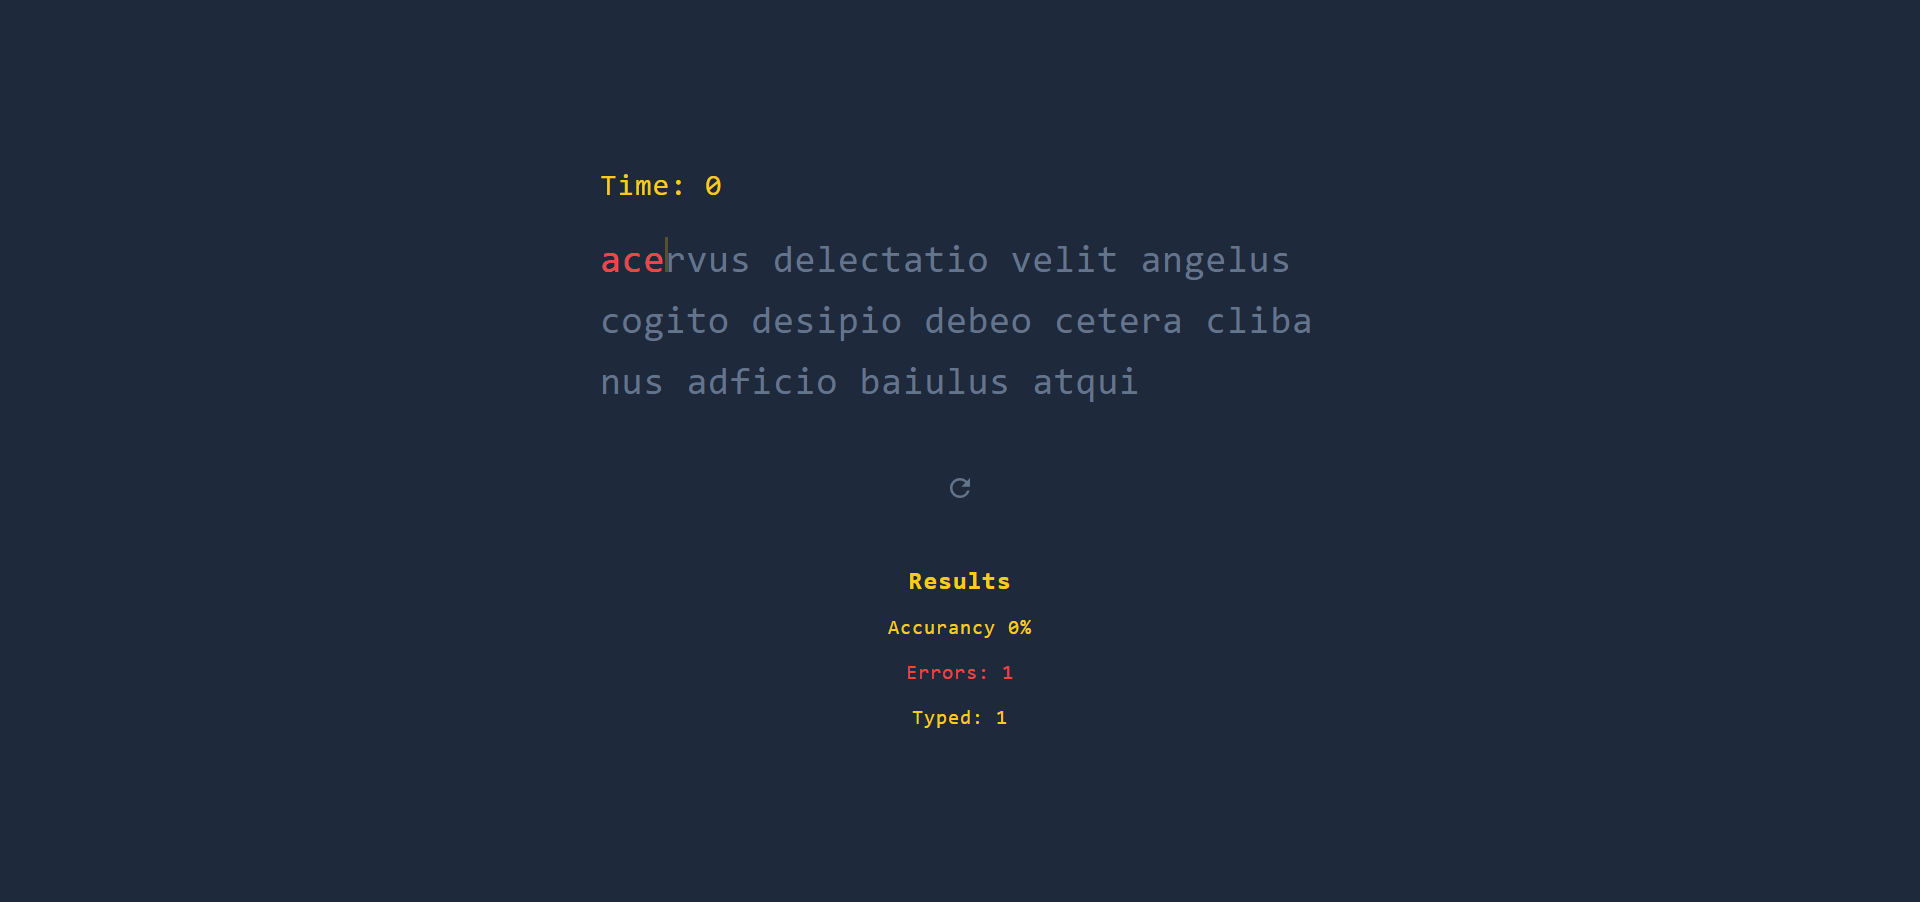 Time: 0
acervus delectatio velit angelus
cogito desipio debeo cetera cliba
nus adficio baiulus atqui
Results
Accurancy 0%
Errors: 1
Typed: 1